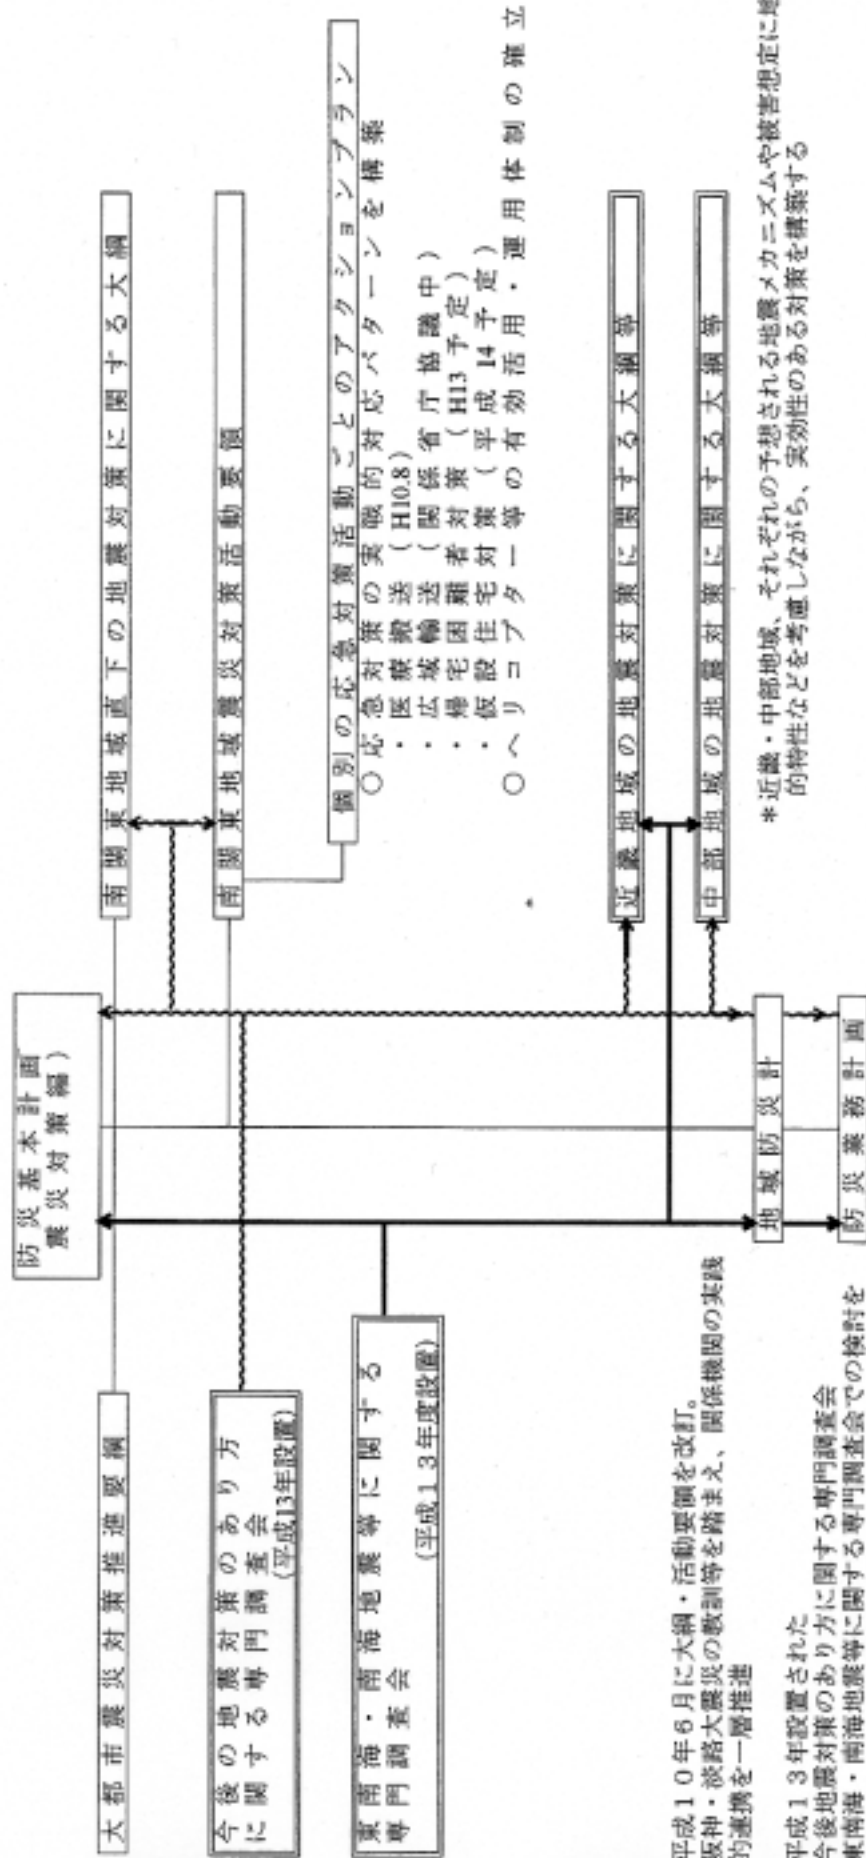 防災基本計画
震災対策編）
大都市震災対策推進要綱
南関東地域直下の地震対策に関する大綱
今後の地震対策のあり方
に関する専門調査会
(平成13年設置)
南関東地域震災対策活動要領
東南海・南海地震等に関する
専門調査会
(平成１３年度設置)
個別の応急対策活動ごとのアクションプラン
○応急対策の実戦的対応パターンを構築
・医療搬送（H10.8）
・広域輸送（関係省庁協議中）
・帰宅困難者対策（H13予定）
・仮設住宅対策（平成14予定）
○ヘリコプター等の有効活用・運用体制の確立
近畿地域の地震対策に関する大綱等
中部地域の地震対策に関する大綱等
平成１０年６月に大綱・活動要領を改訂。
阪神・淡路大震災の教訓等を踏まえ、関係機関の実践
的連携を一層推進
地域防災計
防災業務計画
＊近畿・中部地域、それぞれの予想される地震メカニズムや被害想定に地
的特性などを考慮しながら、実効性のある対策を構築する
平成１３年設置された
今後地震対策のあり方に関する専門調査会
東南海・南海地震等に関する専門調査会での検討を